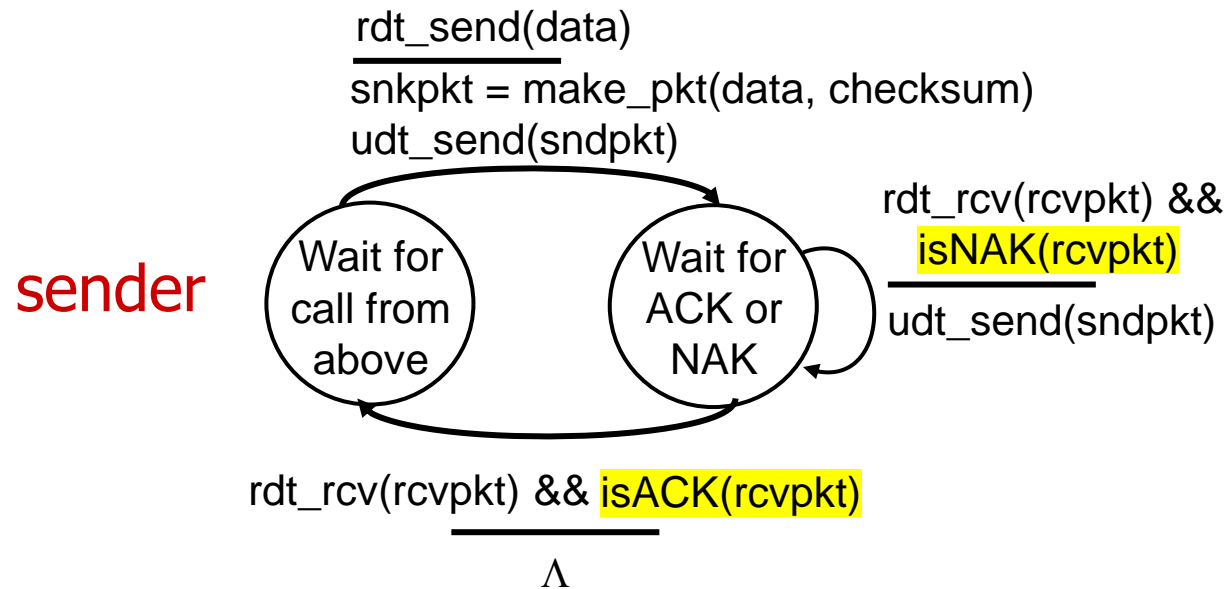 rdt_send(data)
snkpkt = make_pkt(data, checksum)
udt_send(sndpkt)
sender
Wait for
call from
above
Wait for
ACK or
NAK
rdt_rcv(rcvpkt) &&
isNAK(rcvpkt)
udt_send(sndpkt)
rdt_rcv(rcvpkt) && isACK(rcvpkt)
Λ